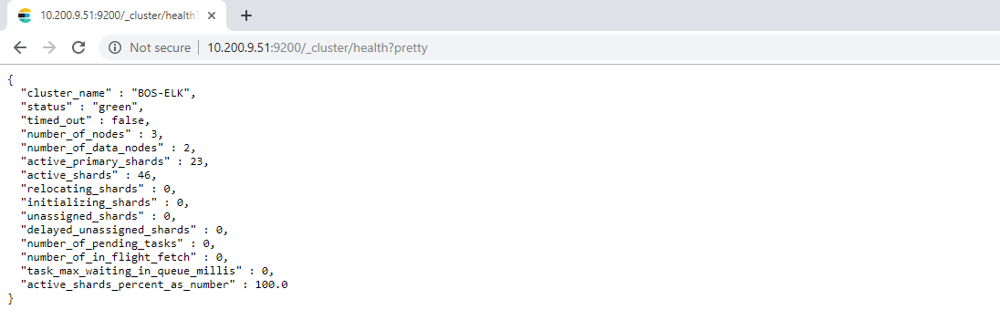 10.200.9.51:9200/_cluster/health?
Not secure | 10.200.9.51:9200/_cluster/health?pretty
{
  "cluster_name" : "BOS-ELK",
  "status" : "green",
  "timed_out" : false,
  "number_of_nodes" : 3,
  "number_of_data_nodes" : 2,
  "active_primary_shards" : 23,
  "active_shards" : 46,
  "relocating_shards" : 0,
  "initializing_shards" : 0,
  "unassigned_shards" : 0,
  "delayed_unassigned_shards" : 0,
  "number_of_pending_tasks" : 0,
  "number_of_in_flight_fetch" : 0,
  "task_max_waiting_in_queue_millis" : 0,
  "active_shards_percent_as_number" : 100.0
}